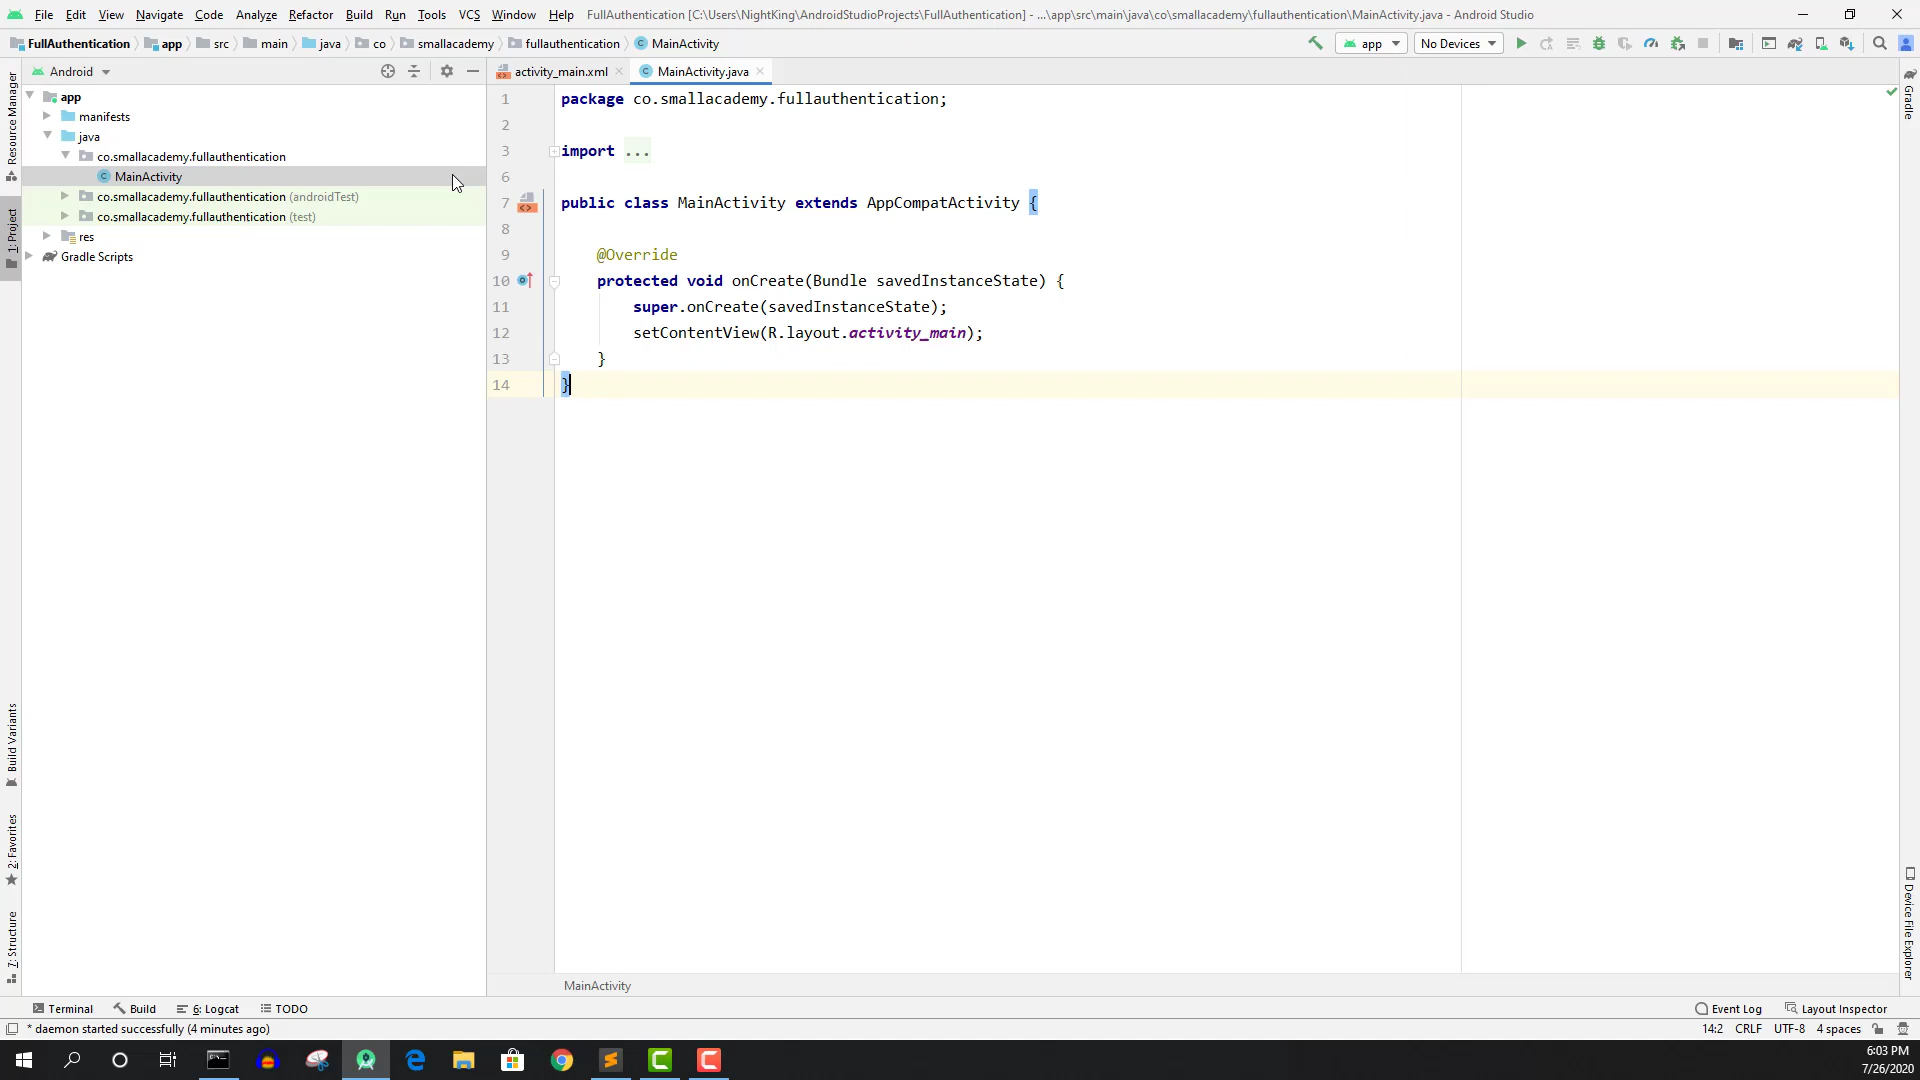 File Edit View Navigate Code Analyze Refactor Build Run Tools VCS Window Help FullAuthentication [C:\Users\NightKing\AndroidStudioProjects\FullAuthentication] - ...\app\src\main\java\co\smallacademy\fullauthentication\MainActivity.java - Android Studio
FullAuthentication app src main java co smallacademy fullauthentication MainActivity app No Devices
Android
activity_main.xml MainActivity.java
Resource Manager
1: Project
Build Variants
2: Favorites
7: Structure
app
manifests
java
co.smallacademy.fullauthentication
MainActivity
co.smallacademy.fullauthentication (androidTest)
co.smallacademy.fullauthentication (test)
res
Gradle Scripts
1 package co.smallacademy.fullauthentication;
2
3 import ...
6
7 public class MainActivity extends AppCompatActivity {
8
9 @Override
10 protected void onCreate(Bundle savedInstanceState) {
11 super.onCreate(savedInstanceState);
12 setContentView(R.layout.activity_main);
13 }
14 }
Gradle
Device File Explorer
MainActivity
Terminal Build 6: Logcat TODO Event Log Layout Inspector
* daemon started successfully (4 minutes ago) 14:2 CRLF UTF-8 4 spaces
6:03 PM
7/26/2020